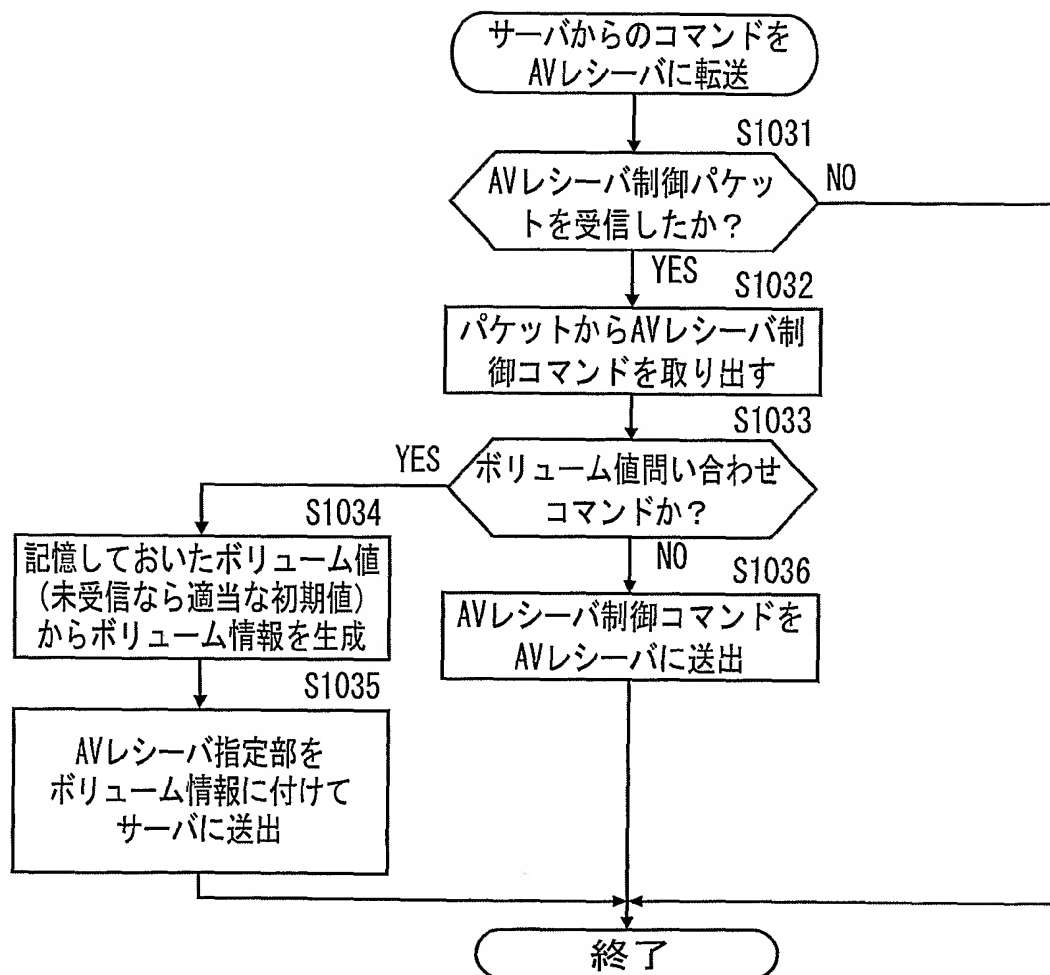 サーバからのコマンドを
AVレシーバに転送
S1031
AVレシーバ制御パケッ
トを受信したか？
NO
YES
S1032
パケットからAVレシーバ制
御コマンドを取り出す
S1033
ボリューム値問い合わせ
コマンドか？
YES
NO
S1034
記憶しておいたボリューム値
(未受信なら適当な初期値)
からボリューム情報を生成
S1036
AVレシーバ制御コマンドを
AVレシーバに送出
S1035
AVレシーバ指定部を
ボリューム情報に付けて
サーバに送出
終了